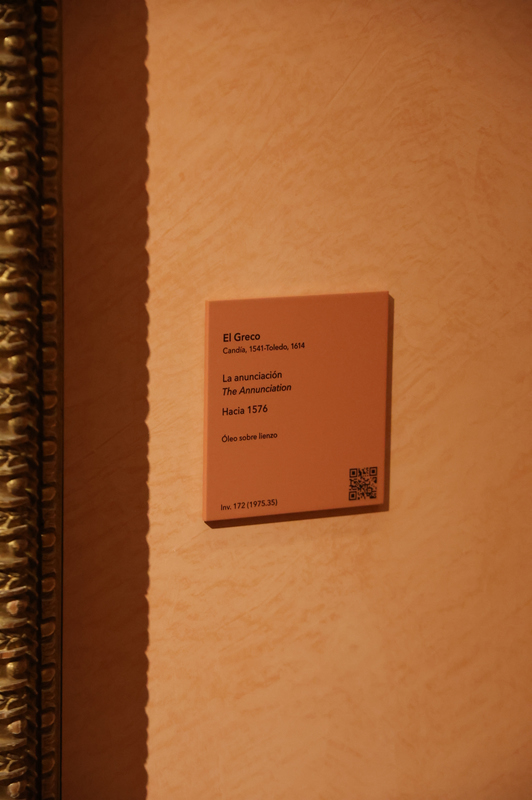 El Greco
Candía, 1541-Toledo, 1614
La anunciación
The Annunciation
Hacia 1576
Óleo sobre lienzo
Inv. 172 (1975.35)